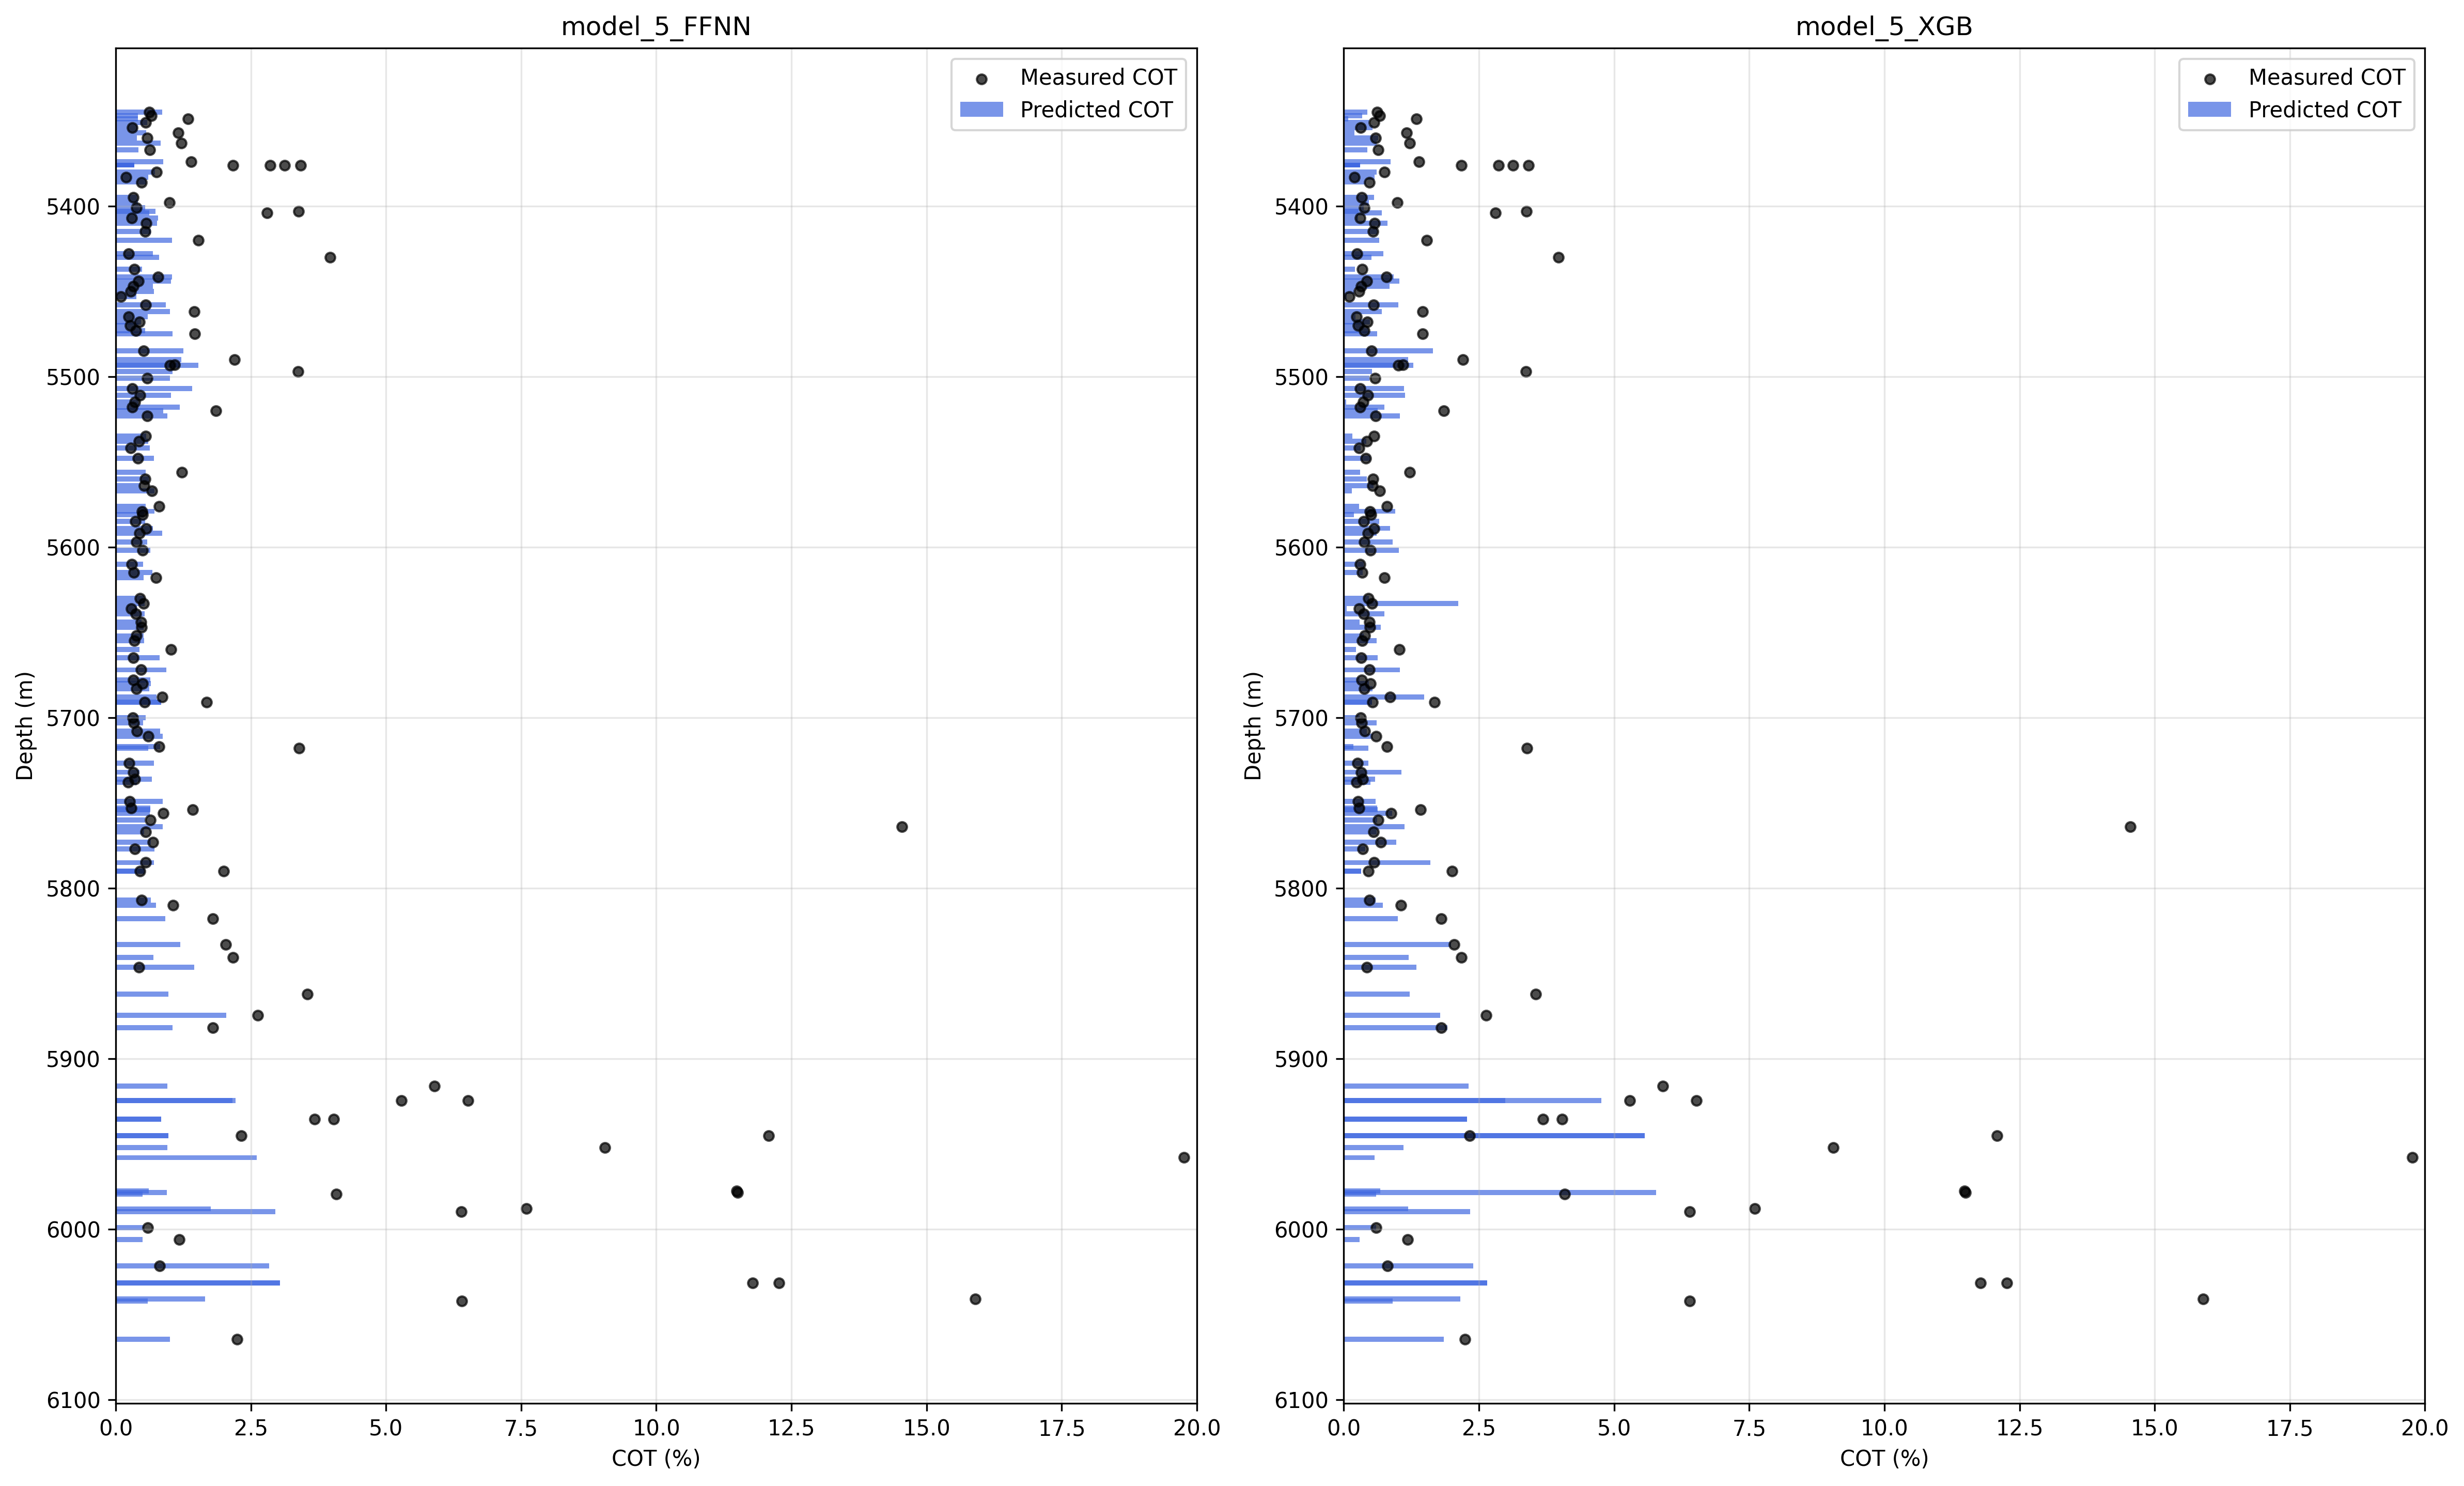 model_5_FFNN
Measured COT
Predicted COT
Depth (m)
5400
5500
5600
5700
5800
5900
6000
6100
0.0 2.5 5.0 7.5 10.0 12.5 15.0 17.5 20.0
COT (%)
model_5_XGB
Measured COT
Predicted COT
Depth (m)
5400
5500
5600
5700
5800
5900
6000
6100
0.0 2.5 5.0 7.5 10.0 12.5 15.0 17.5 20.0
COT (%)